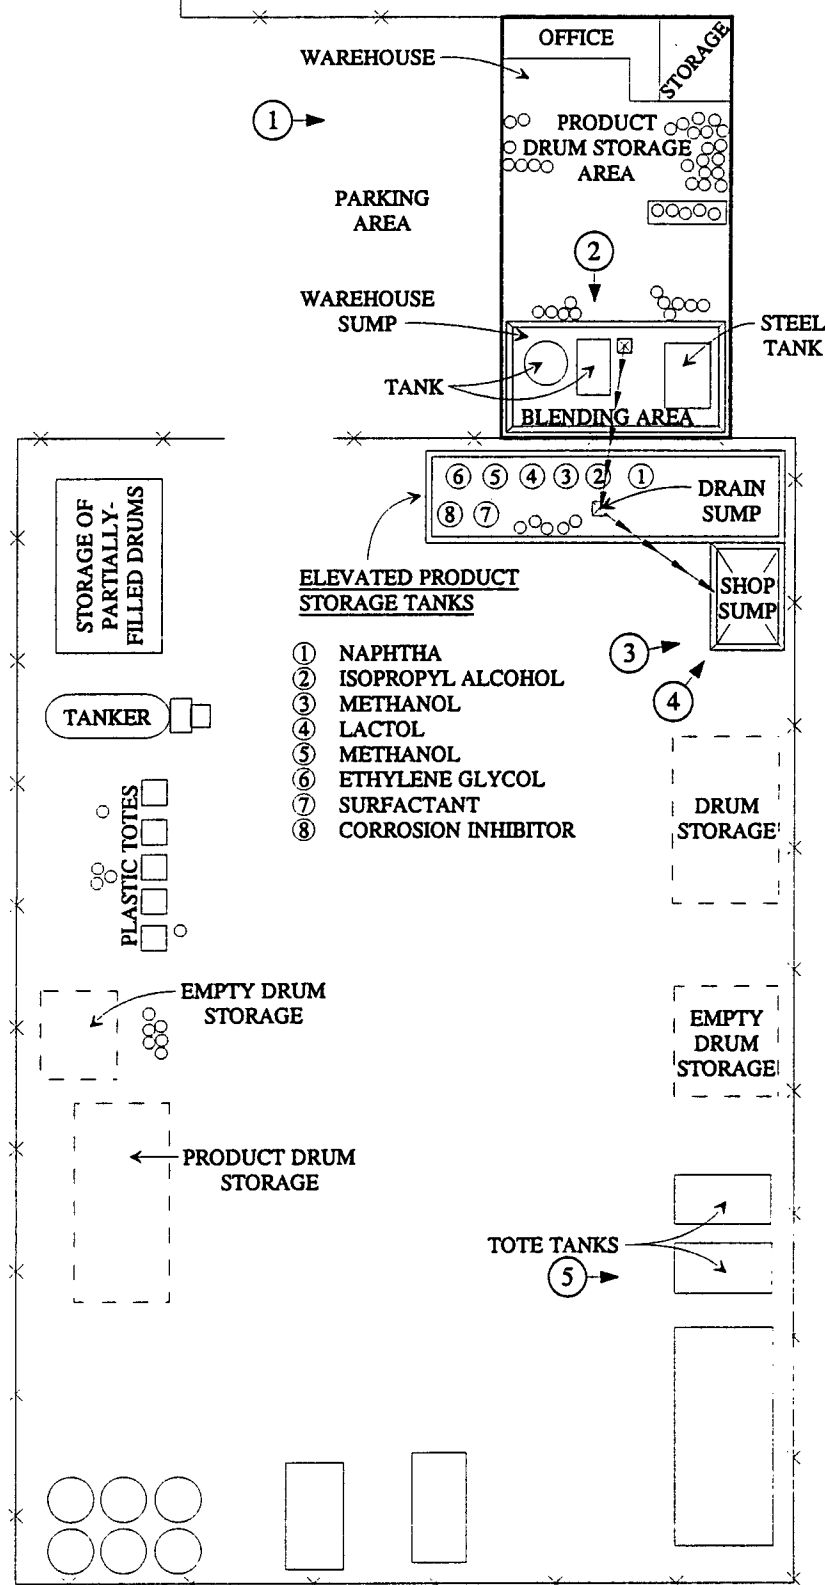 OFFICE
STORAGE
WAREHOUSE
1
PRODUCT
DRUM STORAGE
AREA
PARKING
AREA
2
WAREHOUSE
SUMP
STEEL
TANK
TANK
BLENDING AREA
6 5 4 3 2 1
8 7
DRAIN
SUMP
STORAGE OF
PARTIALLY-
FILLED DRUMS
ELEVATED PRODUCT
STORAGE TANKS
SHOP
SUMP
3
4
1 NAPHTHA
2 ISOPROPYL ALCOHOL
3 METHANOL
4 LACTOL
5 METHANOL
6 ETHYLENE GLYCOL
7 SURFACTANT
8 CORROSION INHIBITOR
TANKER
PLASTIC TOTES
DRUM
STORAGE
EMPTY DRUM
STORAGE
EMPTY
DRUM
STORAGE
PRODUCT DRUM
STORAGE
TOTE TANKS
5